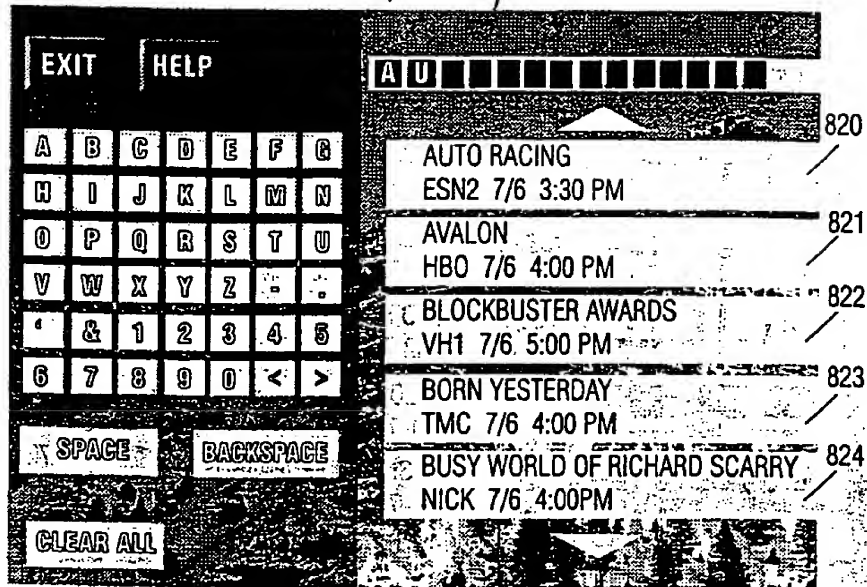 EXIT HELP
A U
A B C D E F G
H I J K L M N
O P Q R S T U
V W X Y Z - .
' & 1 2 3 4 5
6 7 8 9 0 < >
SPACE BACKSPACE
CLEAR ALL
820
AUTO RACING
ESN2 7/6 3:30 PM
821
AVALON
HBO 7/6 4:00 PM
822
BLOCKBUSTER AWARDS
VH1 7/6 5:00 PM
823
BORN YESTERDAY
TMC 7/6 4:00 PM
824
BUSY WORLD OF RICHARD SCARRY
NICK 7/6 4:00PM